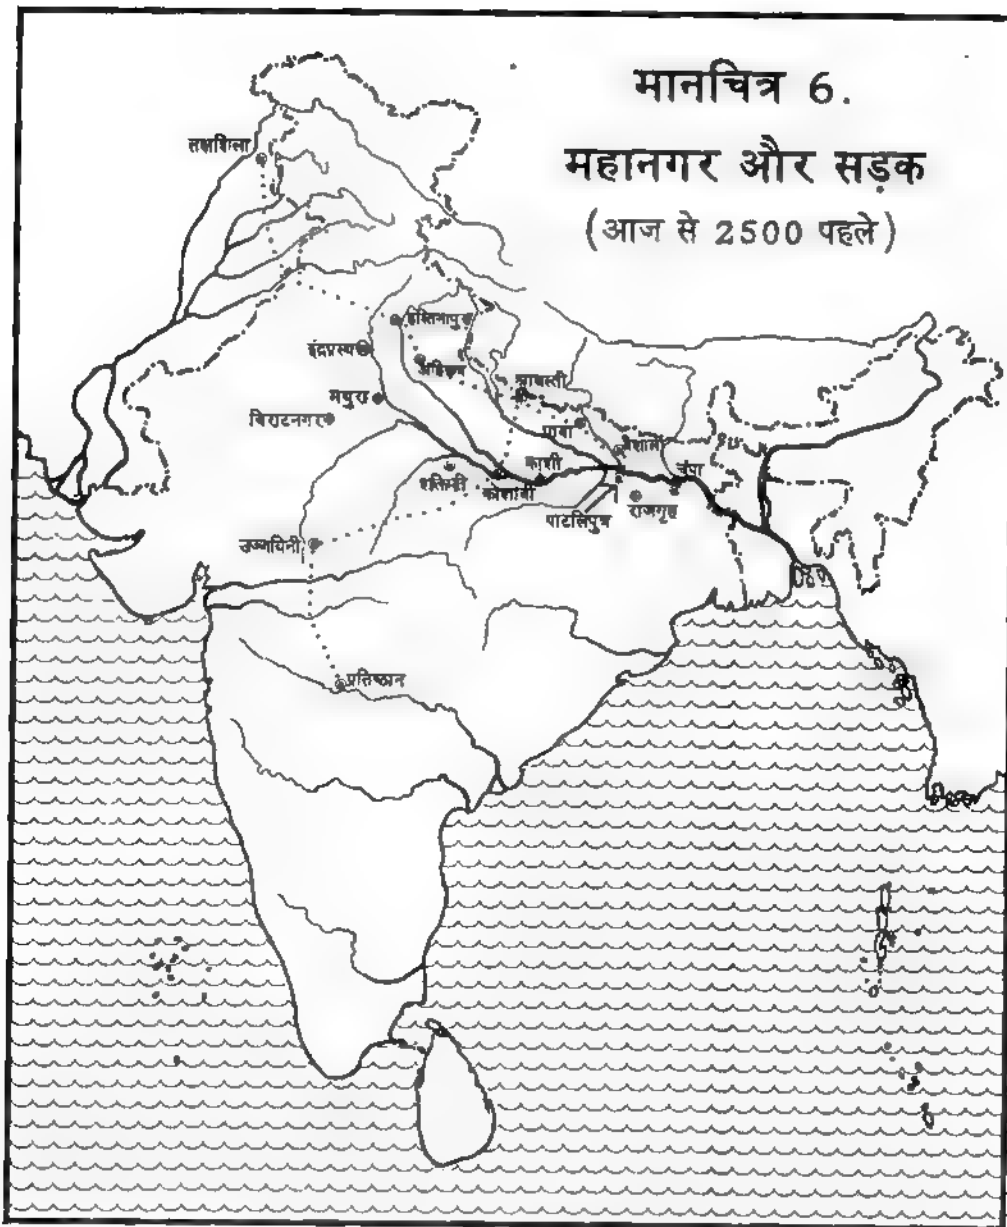 मानचित्र 6.
महानगर और सड़क
(आज से 2500 पहले)
तक्षशिला
हस्तिनापुर
इंद्रप्रस्थ
अहिछत्र
मथुरा
श्रावस्ती
विराटनगर
पावा
वैशाली
काशी
चंपा
कौशांबी
राजगृह
पाटलिपुत्र
उज्जयिनी
प्रतिष्ठान